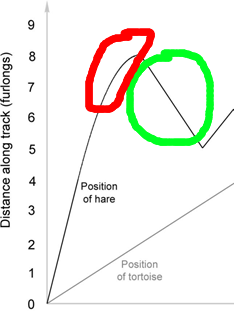 Distance along track (furlongs)
9
8
7
6
5
4
3
2
1
0
Position
of hare
Position
of tortoise